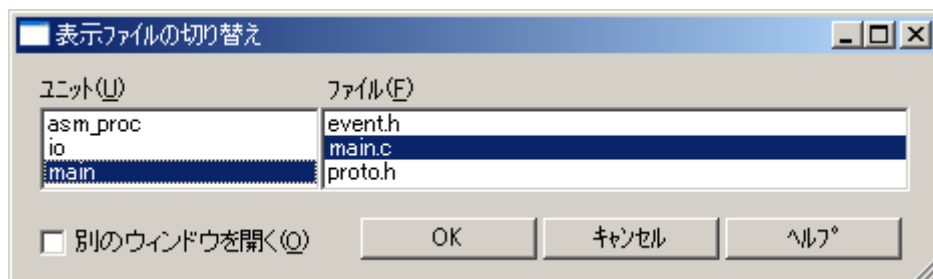 表示ファイルの切り替え
ユニット(U)
ファイル(F)
asm_proc
io
main
event.h
main.c
proto.h
別のウィンドウを開く(O)
OK
キャンセル
ヘルプ